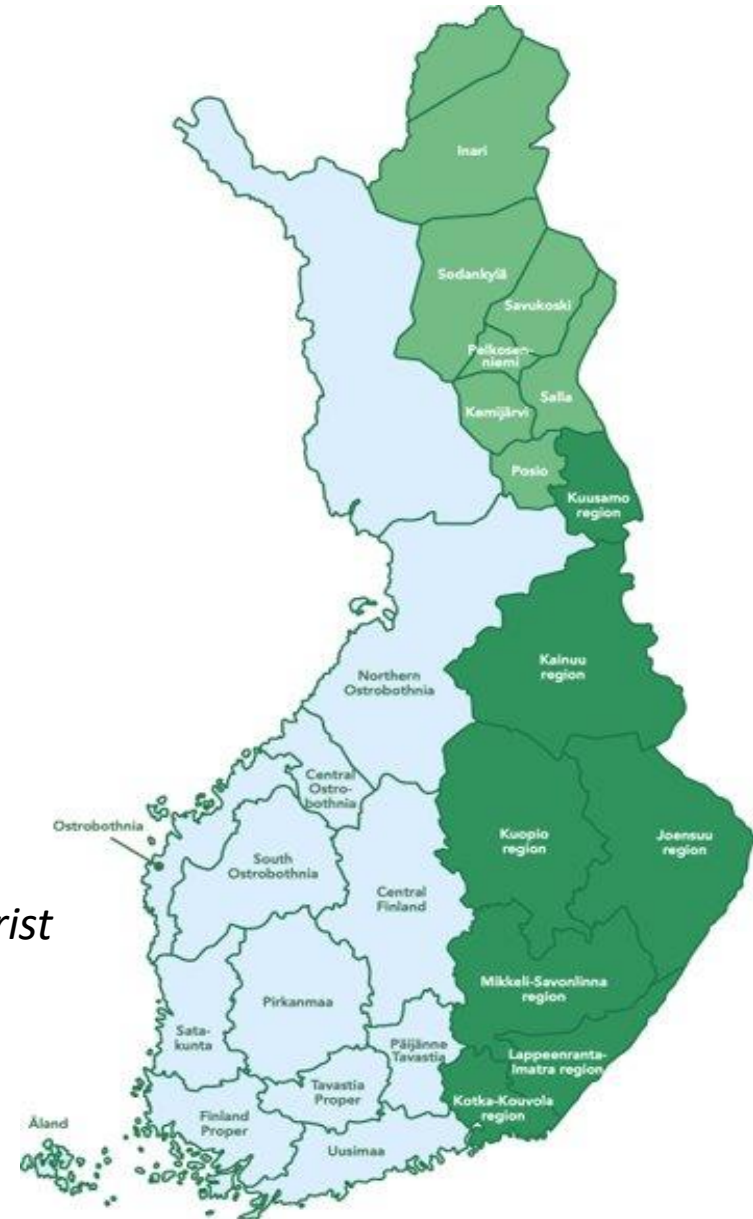 Inari
Sodankylä
Savukoski
Pelkosen-
niemi
Salla
Kemijärvi
Posio
Kuusamo
region
Kainuu
region
Northern
Ostrobothnia
Central
Ostro-
bothnia
Ostrobothnia
Kuopio
region
Joensuu
region
South
Ostrobothnia
Central
Finland
rist
Mikkeli-Savonlinna
region
Pirkanmaa
Sata-
kunta
Päijänne
Tavastia
Lappeenranta-
Imatra region
Tavastia
Proper
Kotka-Kouvola
region
Finland
Proper
Åland
Uusimaa